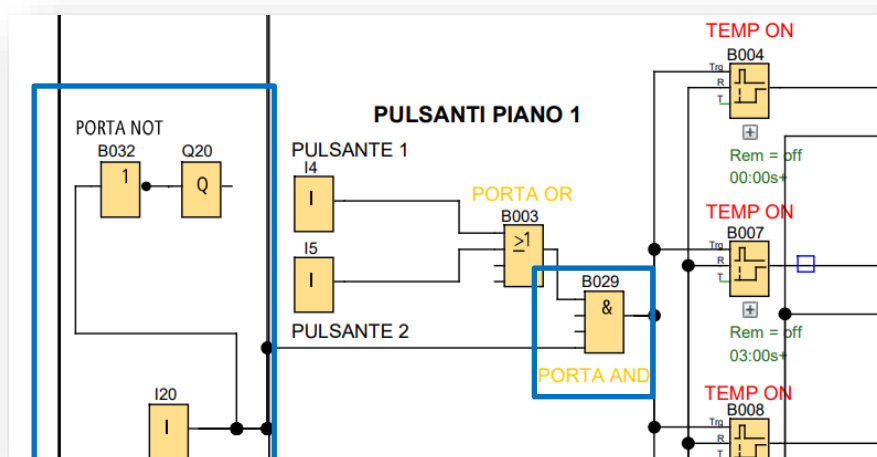 TEMP ON
B004
Trg
R
T
Rem = off
00:00s+
PULSANTI PIANO 1
PORTA NOT
B032
1
Q20
Q
PULSANTE 1
I4
I
PORTA OR
B003
≥1
I5
I
PULSANTE 2
B029
&
PORTA AND
TEMP ON
B007
Trg
R
T
Rem = off
03:00s+
I20
I
TEMP ON
B008
Trg
R
T